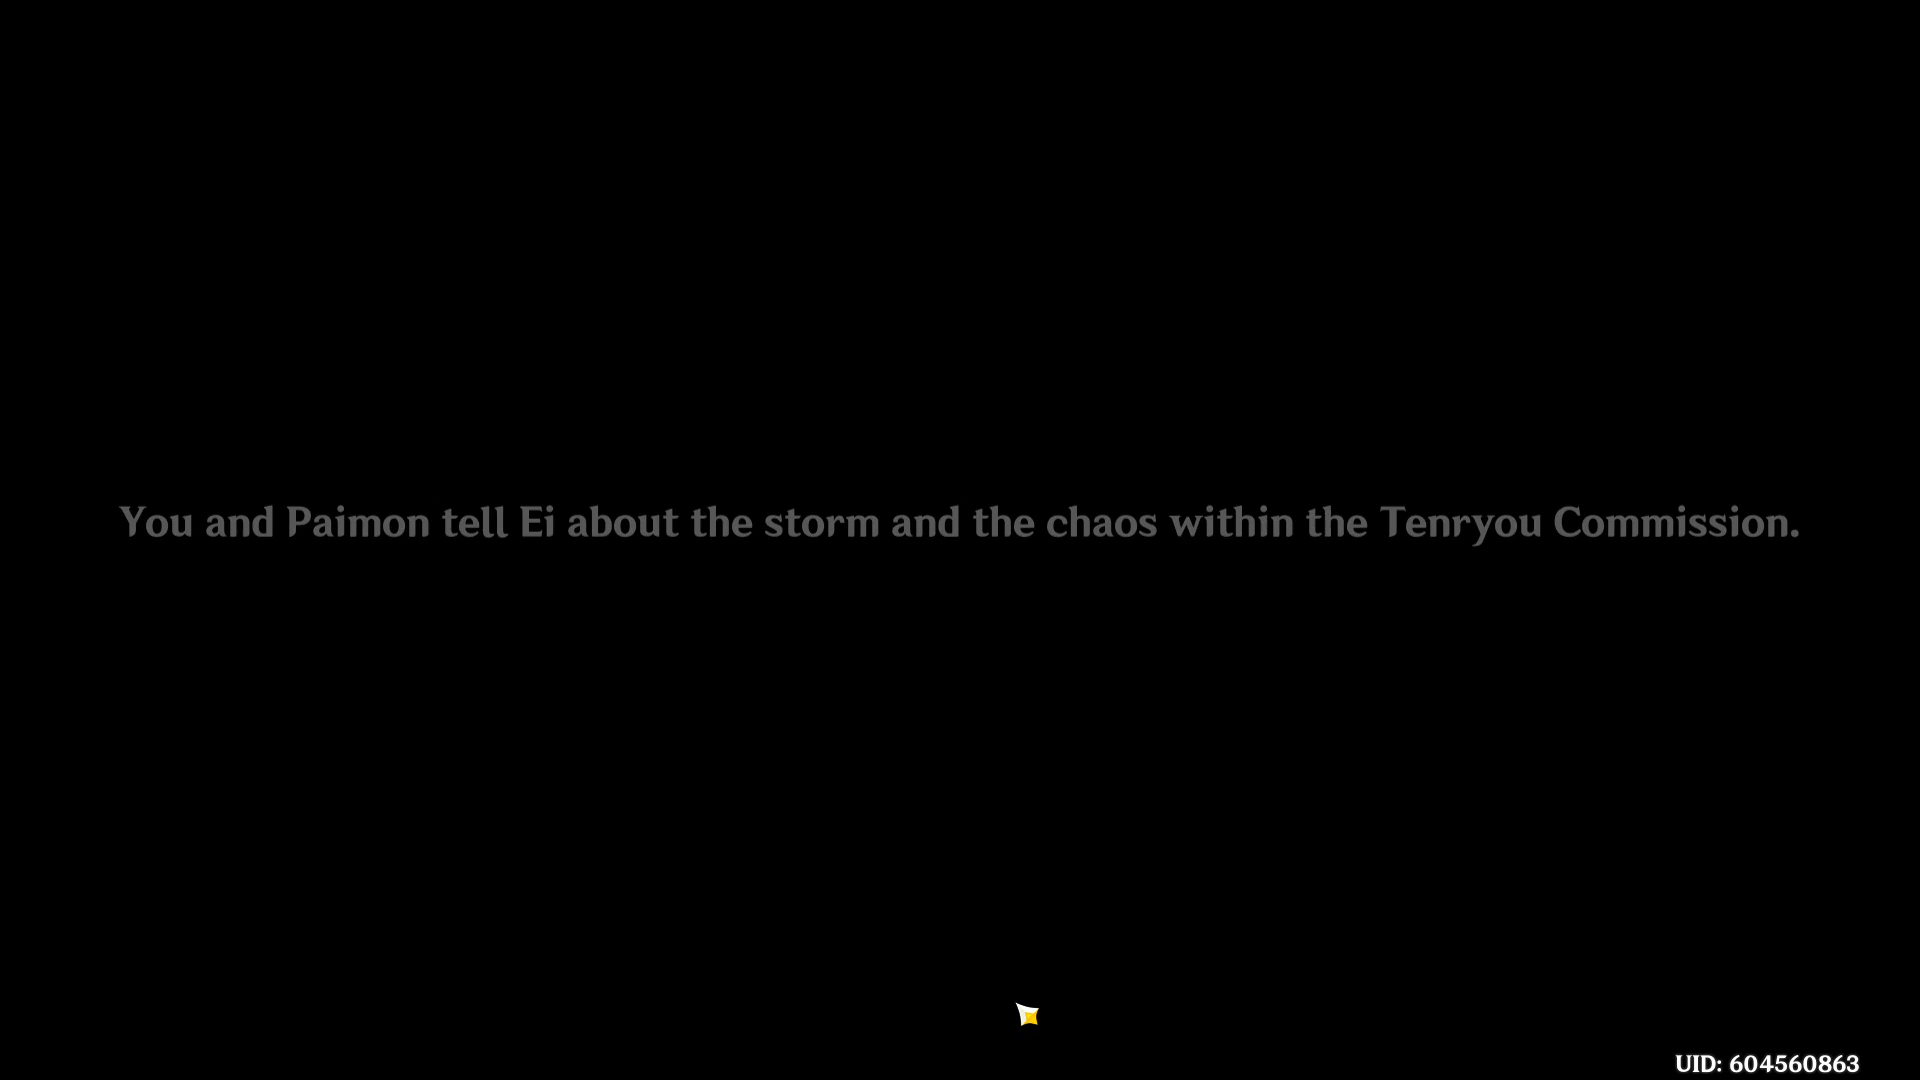 You and Paimon tell Ei about the storm and the chaos within the Tenryou Commission.
UID: 604560863